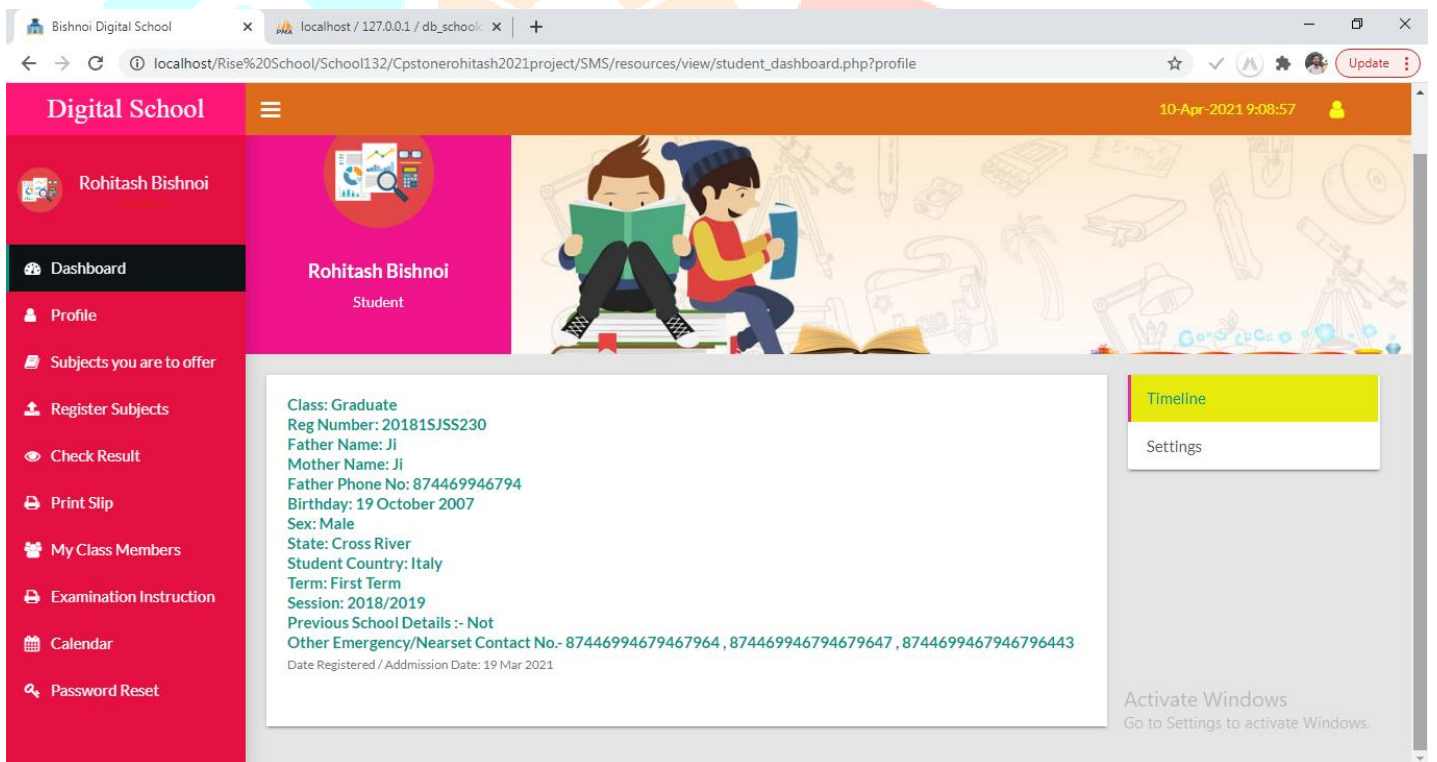 Bishnoi Digital School
localhost / 127.0.0.1 / db_school
localhost/Rise%20School/School132/Cpstonerohitash2021project/SMS/resources/view/student_dashboard.php?profile
Update
Digital School
10-Apr-2021 9:08:57
Rohitash Bishnoi
Dashboard
Profile
Subjects you are to offer
Register Subjects
Check Result
Print Slip
My Class Members
Examination Instruction
Calendar
Password Reset
Rohitash Bishnoi
Student
Class: Graduate
Reg Number: 20181SJSS230
Father Name: Ji
Mother Name: Ji
Father Phone No: 874469946794
Birthday: 19 October 2007
Sex: Male
State: Cross River
Student Country: Italy
Term: First Term
Session: 2018/2019
Previous School Details :- Not
Other Emergency/Nearset Contact No.- 87446994679467964 , 874469946794679647 , 8744699467946796443
Date Registered / Addmission Date: 19 Mar 2021
Timeline
Settings
Activate Windows
Go to Settings to activate Windows.